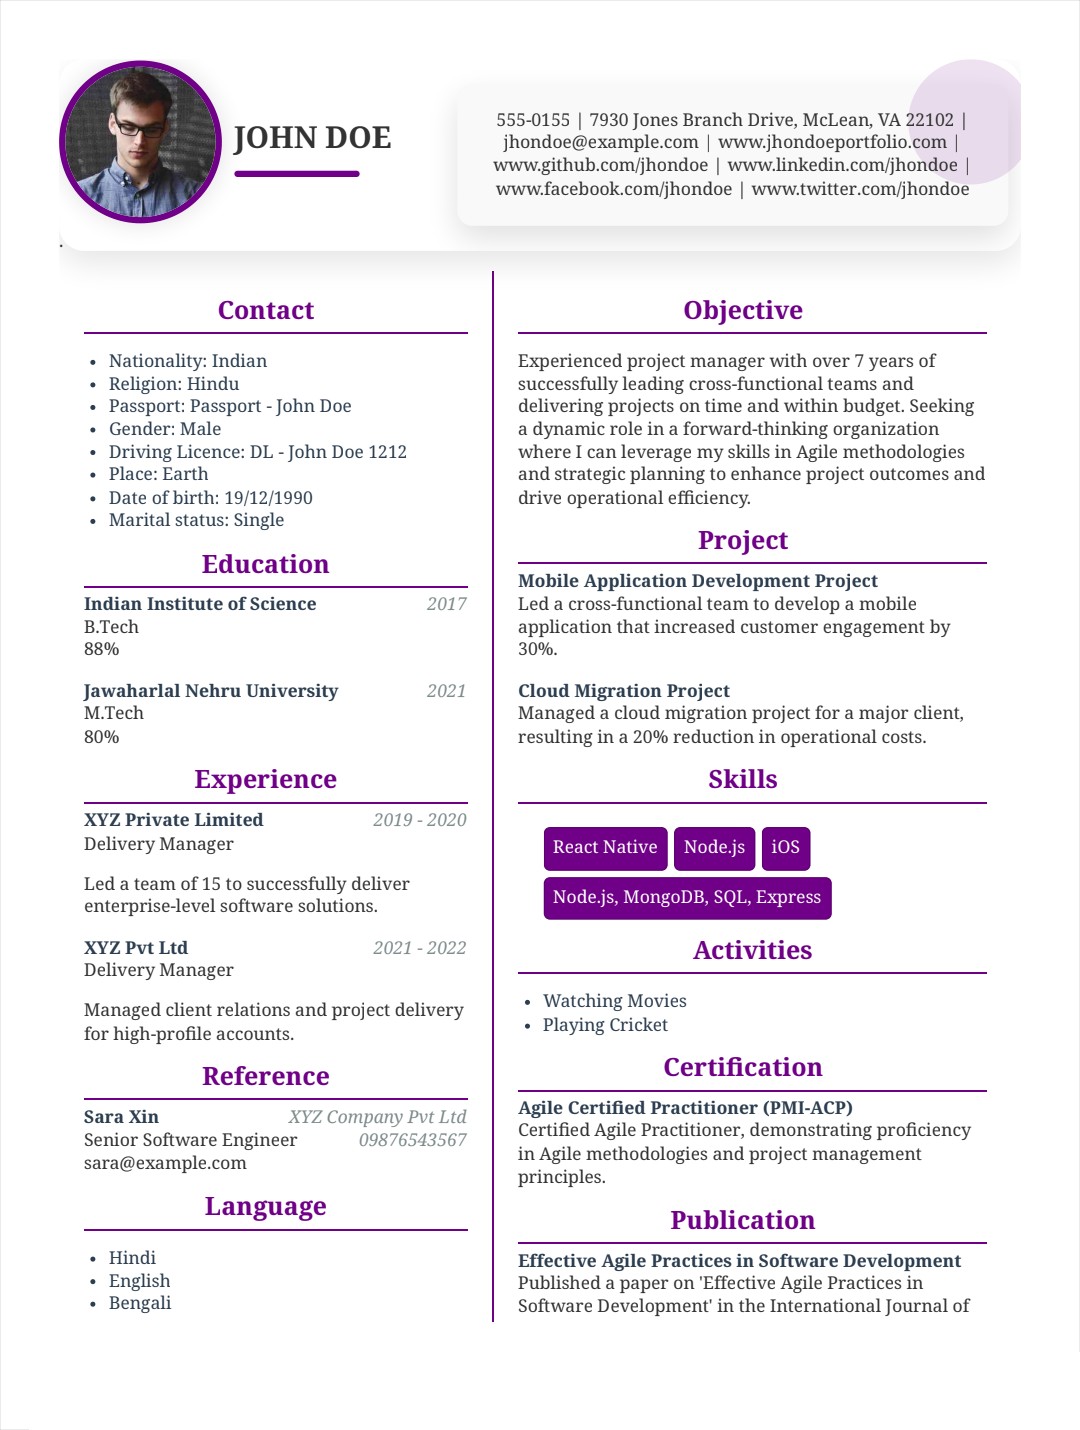 JOHN DOE
555-0155 | 7930 Jones Branch Drive, McLean, VA 22102 |
jhondoe@example.com | www.jhondoeportfolio.com |
www.github.com/jhondoe | www.linkedin.com/jhondoe |
www.facebook.com/jhondoe | www.twitter.com/jhondoe
.
Contact
• Nationality: Indian
• Religion: Hindu
• Passport: Passport - John Doe
• Gender: Male
• Driving Licence: DL - John Doe 1212
• Place: Earth
• Date of birth: 19/12/1990
• Marital status: Single
Education
Indian Institute of Science 2017
B.Tech
88%
Jawaharlal Nehru University 2021
M.Tech
80%
Experience
XYZ Private Limited 2019 - 2020
Delivery Manager
Led a team of 15 to successfully deliver
enterprise-level software solutions.
XYZ Pvt Ltd 2021 - 2022
Delivery Manager
Managed client relations and project delivery
for high-profile accounts.
Reference
Sara Xin XYZ Company Pvt Ltd
Senior Software Engineer 09876543567
sara@example.com
Language
• Hindi
• English
• Bengali
Objective
Experienced project manager with over 7 years of
successfully leading cross-functional teams and
delivering projects on time and within budget. Seeking
a dynamic role in a forward-thinking organization
where I can leverage my skills in Agile methodologies
and strategic planning to enhance project outcomes and
drive operational efficiency.
Project
Mobile Application Development Project
Led a cross-functional team to develop a mobile
application that increased customer engagement by
30%.
Cloud Migration Project
Managed a cloud migration project for a major client,
resulting in a 20% reduction in operational costs.
Skills
React Native Node.js iOS
Node.js, MongoDB, SQL, Express
Activities
• Watching Movies
• Playing Cricket
Certification
Agile Certified Practitioner (PMI-ACP)
Certified Agile Practitioner, demonstrating proficiency
in Agile methodologies and project management
principles.
Publication
Effective Agile Practices in Software Development
Published a paper on 'Effective Agile Practices in
Software Development' in the International Journal of